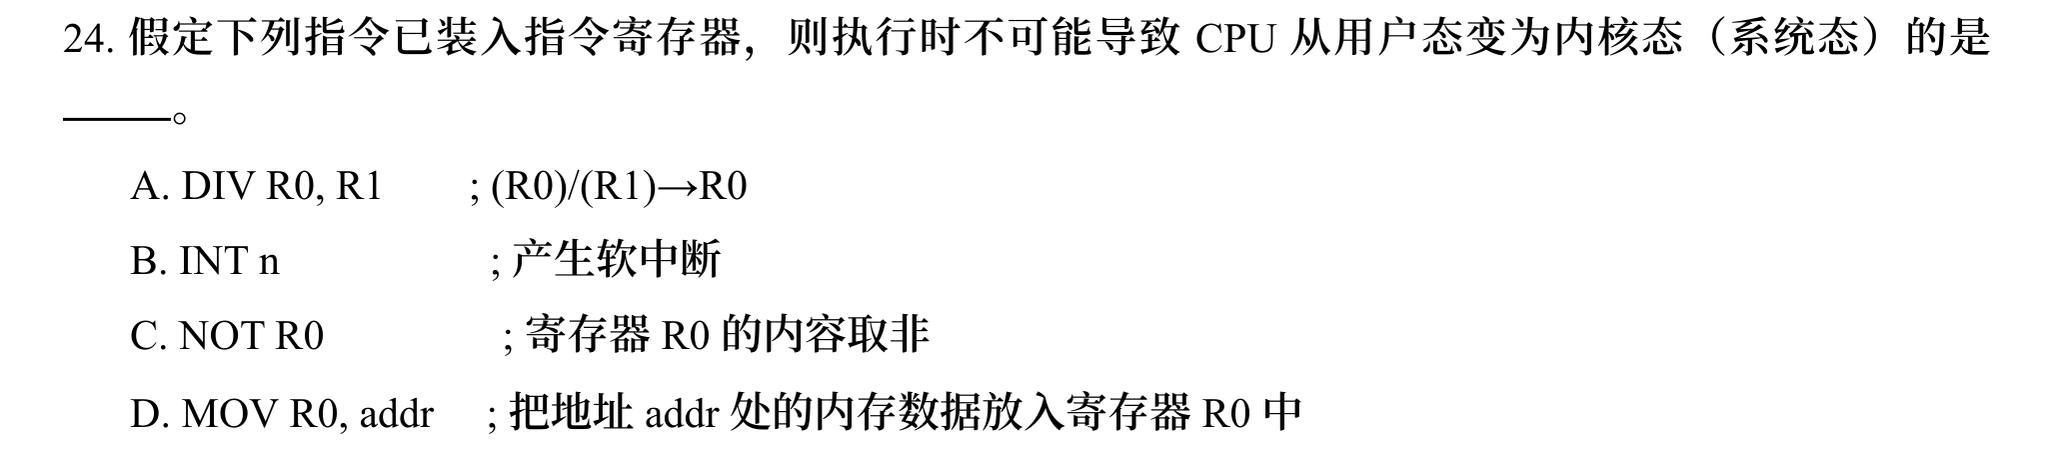 24. 假定下列指令已装入指令寄存器，则执行时不可能导致 CPU 从用户态变为内核态（系统态）的是
_____。
A. DIV R0, R1 ; (R0)/(R1)→R0
B. INT n ; 产生软中断
C. NOT R0 ; 寄存器 R0 的内容取非
D. MOV R0, addr ; 把地址 addr 处的内存数据放入寄存器 R0 中